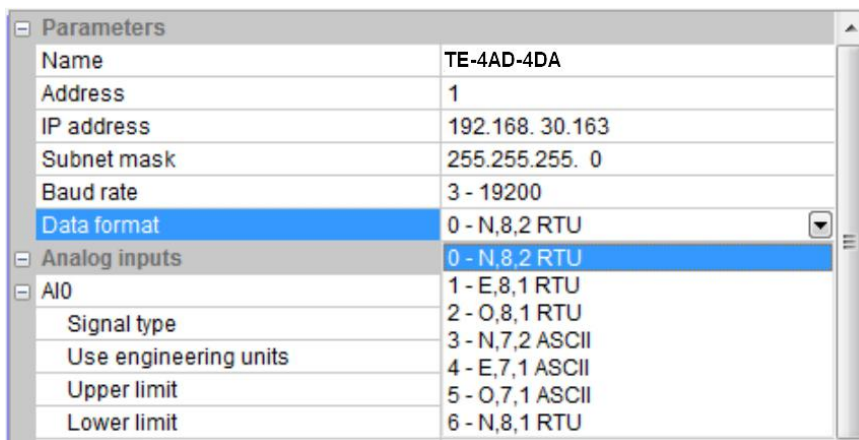 Parameters
Name TE-4AD-4DA
Address 1
IP address 192.168. 30.163
Subnet mask 255.255.255. 0
Baud rate 3 - 19200
Data format 0 - N,8,2 RTU
Analog inputs 0 - N,8,2 RTU
AI0 1 - E,8,1 RTU
2 - O,8,1 RTU
Signal type
3 - N,7,2 ASCII
Use engineering units
4 - E,7,1 ASCII
Upper limit 5 - O,7,1 ASCII
Lower limit 6 - N,8,1 RTU